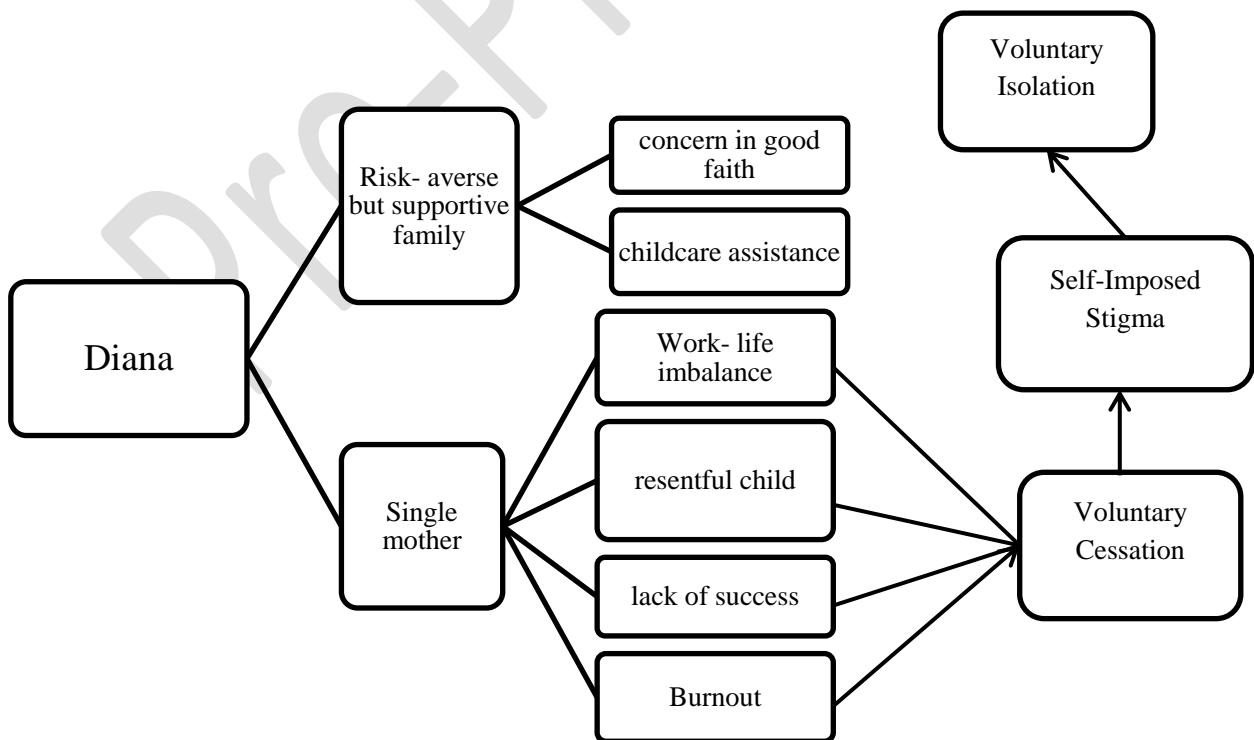 Pre-P
Diana
Risk- averse
but supportive
family
concern in good
faith
childcare assistance
Single
mother
Work- life
imbalance
resentful child
lack of success
Burnout
Voluntary
Cessation
Self-Imposed
Stigma
Voluntary
Isolation